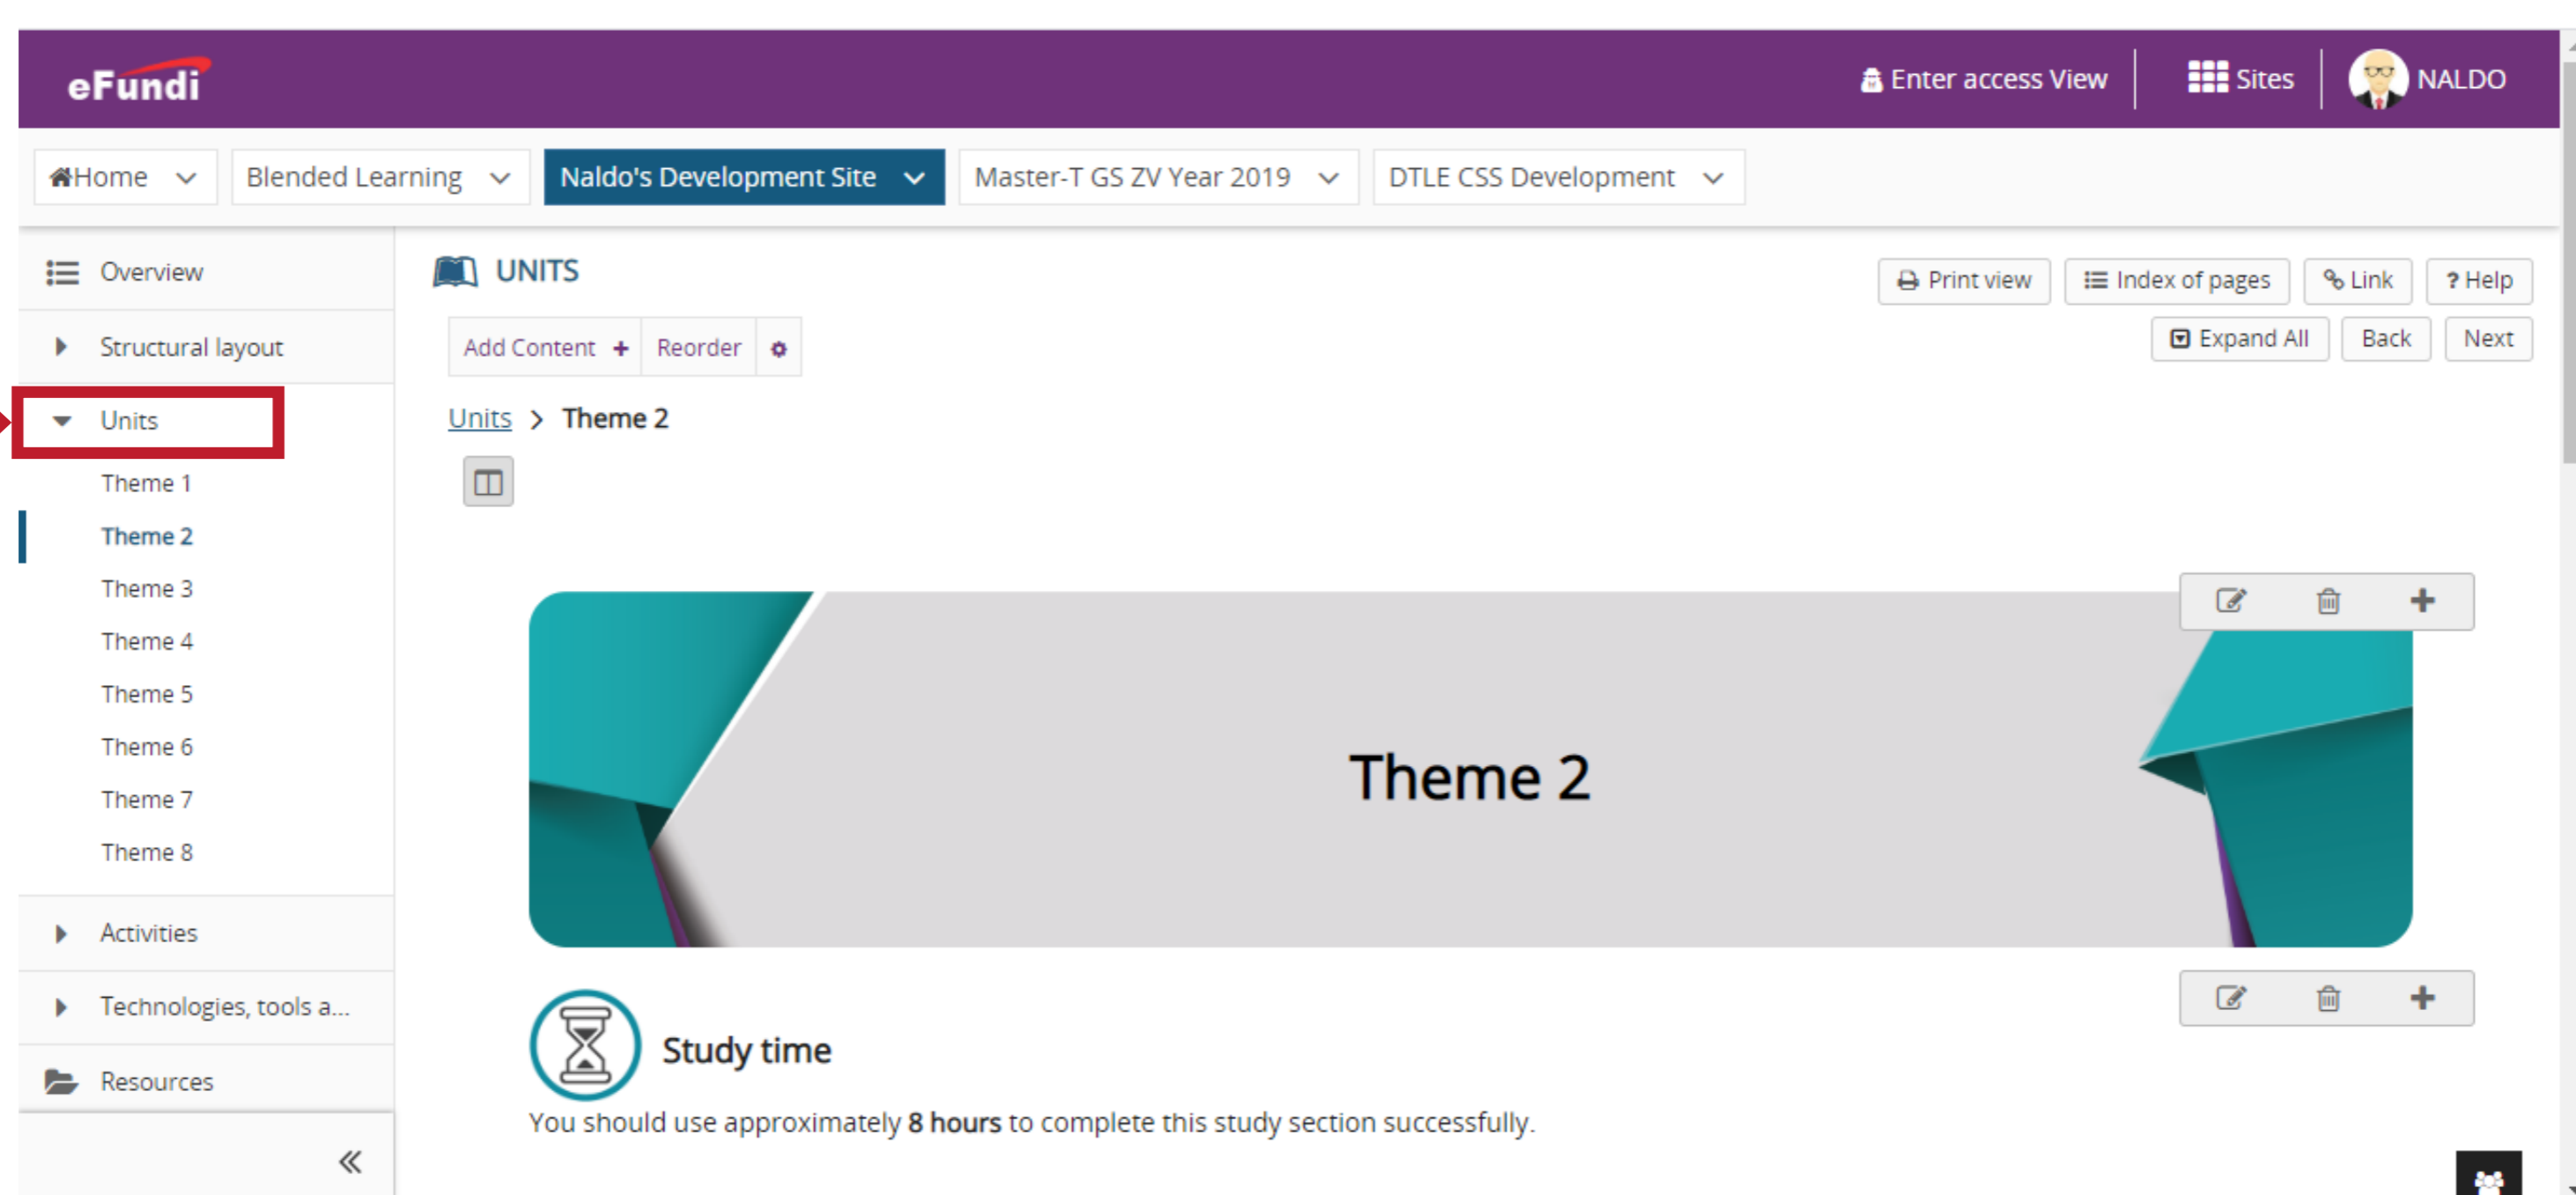 eFundi
Enter access View
Sites
NALDO
Home
Blended Learning
Naldo's Development Site
Master-T GS ZV Year 2019
DTLE CSS Development
Overview
Structural layout
Units
Theme 1
Theme 2
Theme 3
Theme 4
Theme 5
Theme 6
Theme 7
Theme 8
Activities
Technologies, tools a...
Resources
«
UNITS
Print view
Index of pages
Link
? Help
Add Content +
Reorder
Expand All
Back
Next
Units > Theme 2
Theme 2
Study time
You should use approximately 8 hours to complete this study section successfully.